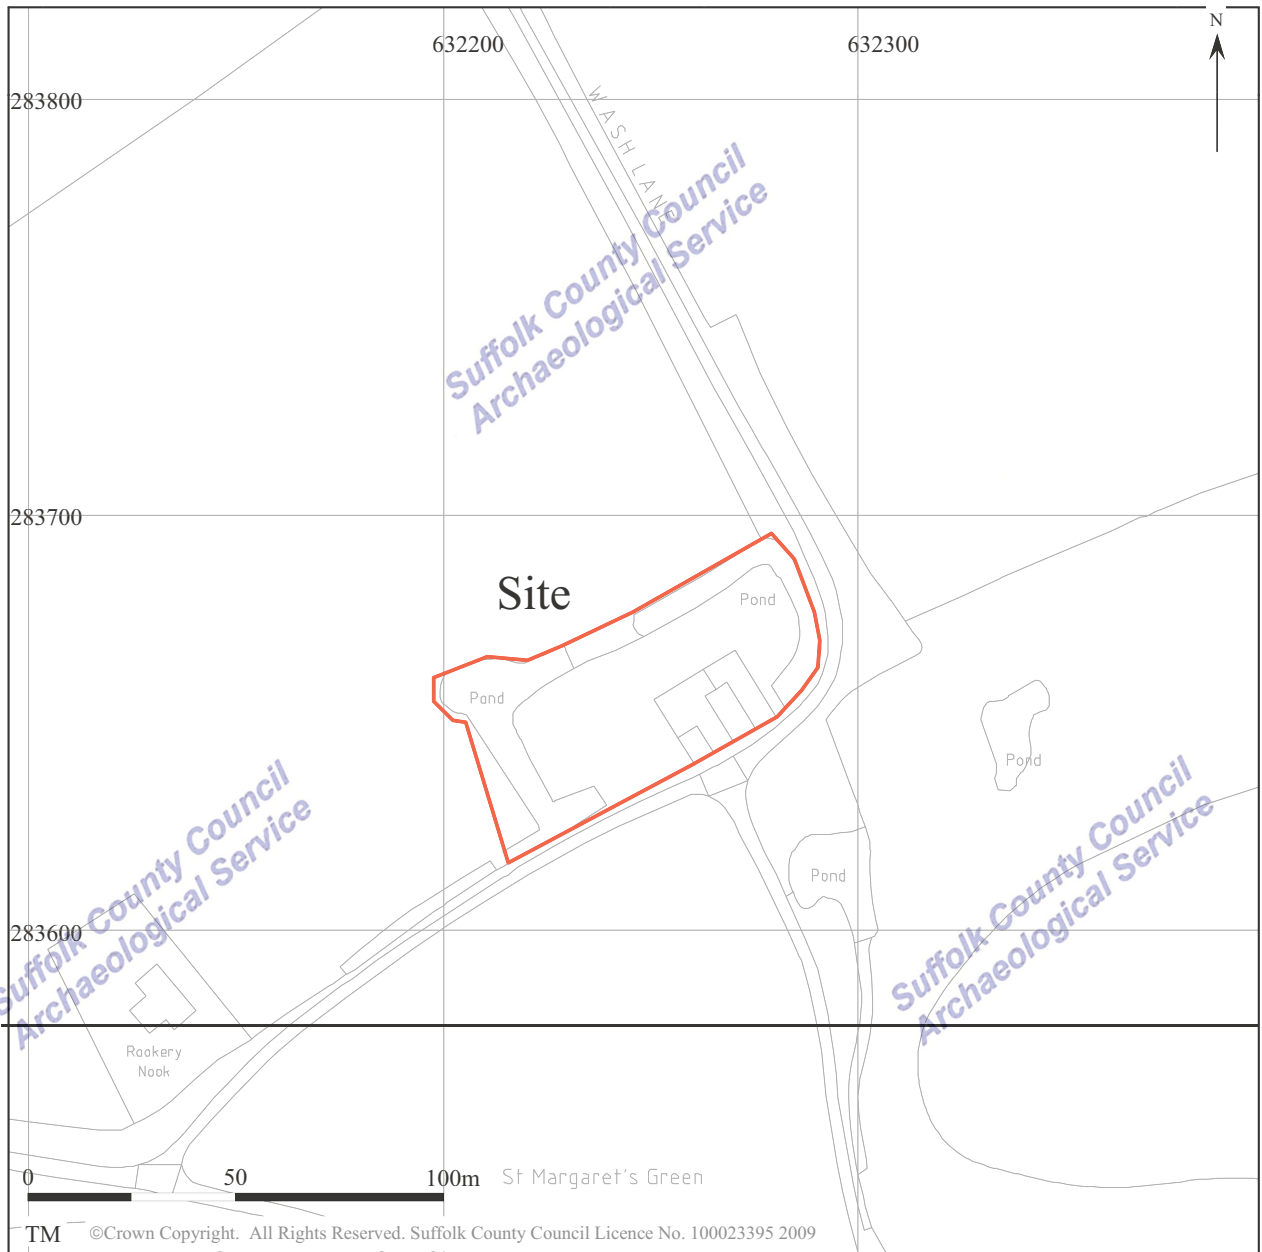 N
632200
632300
283800
WASH LANE
Suffolk County Council
Archaeological Service
283700
Site
Pond
Pond
Pond
Suffolk County Council
Archaeological Service
Suffolk County Council
Archaeological Service
Pond
283600
Rookery
Nook
0 50 100m
St Margaret's Green
TM ©Crown Copyright. All Rights Reserved. Suffolk County Council Licence No. 100023395 2009